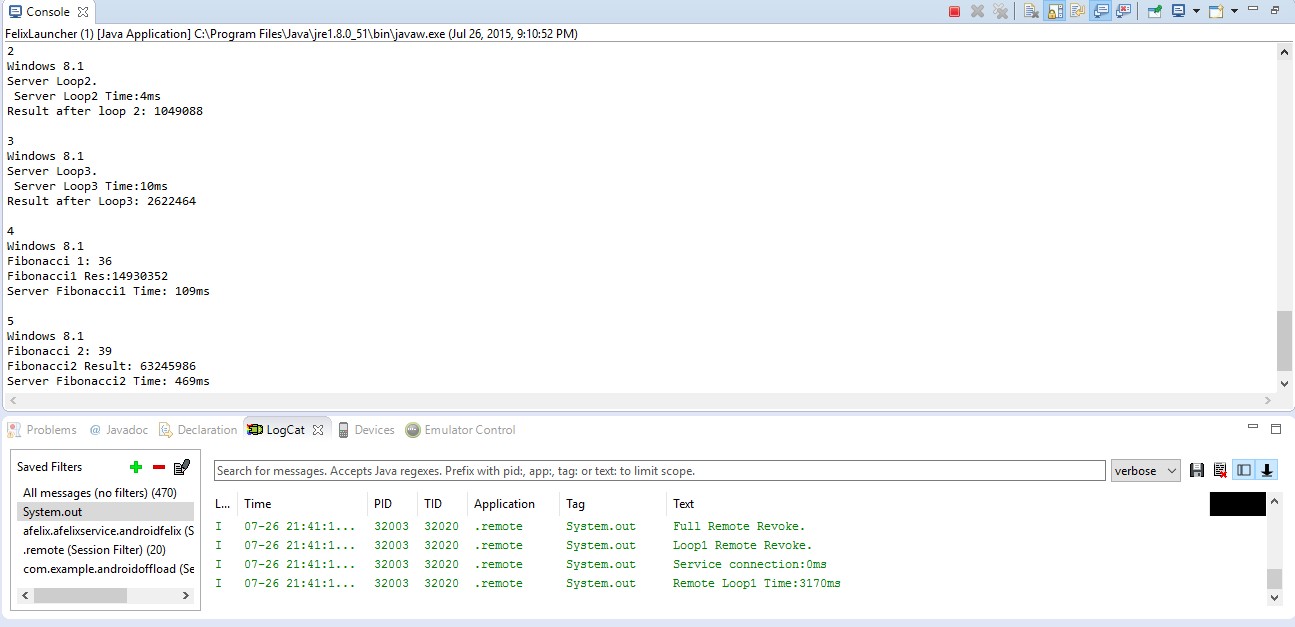 Console
FelixLauncher (1) [Java Application] C:\Program Files\Java\jre1.8.0_51\bin\javaw.exe (Jul 26, 2015, 9:10:52 PM)
2
Windows 8.1
Server Loop2.
Server Loop2 Time:4ms
Result after loop 2: 1049088
3
Windows 8.1
Server Loop3.
Server Loop3 Time:10ms
Result after Loop3: 2622464
4
Windows 8.1
Fibonacci 1: 36
Fibonacci1 Res:14930352
Server Fibonacci1 Time: 109ms
5
Windows 8.1
Fibonacci 2: 39
Fibonacci2 Result: 63245986
Server Fibonacci2 Time: 469ms
Problems @ Javadoc Declaration LogCat Devices Emulator Control
Saved Filters
All messages (no filters) (470)
System.out
afelix.afelixservice.androidfelix (S
.remote (Session Filter) (20)
com.example.androidoffload (Se
Search for messages. Accepts Java regexes. Prefix with pid:, app:, tag: or text: to limit scope. verbose
L... Time PID TID Application Tag Text
I 07-26 21:41:1... 32003 32020 .remote System.out Full Remote Revoke.
I 07-26 21:41:1... 32003 32020 .remote System.out Loop1 Remote Revoke.
I 07-26 21:41:1... 32003 32020 .remote System.out Service connection:0ms
I 07-26 21:41:1... 32003 32020 .remote System.out Remote Loop1 Time:3170ms